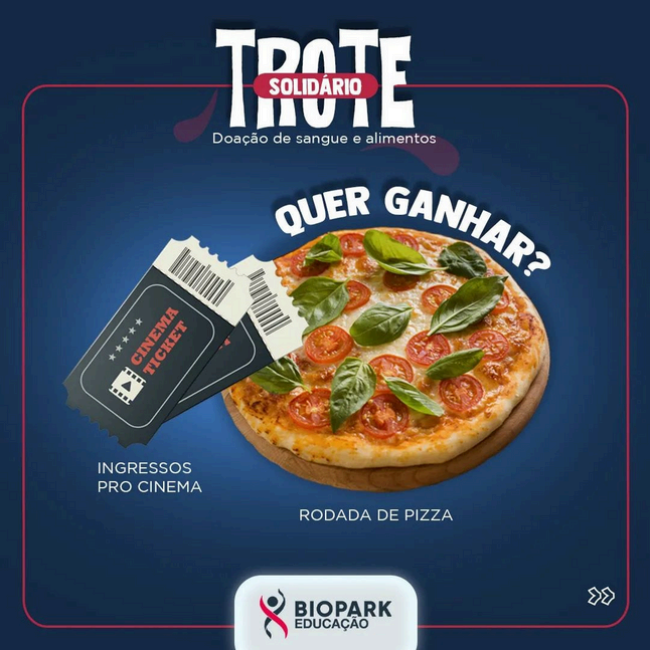 TROTE
SOLIDÁRIO
Doação de sangue e alimentos
QUER GANHAR?
CINEMA
TICKET
INGRESSOS
PRO CINEMA
RODADA DE PIZZA
BIOPARK
EDUCAÇÃO